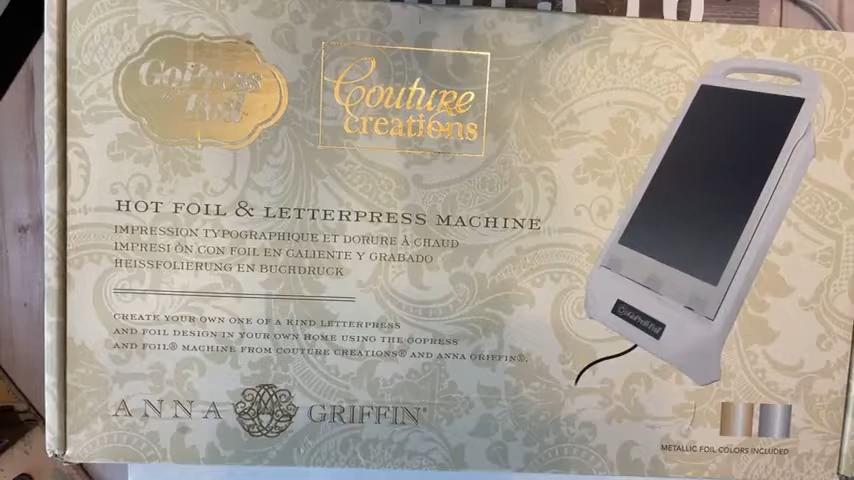 GoPress
Foil
Couture
creations
HOT FOIL & LETTERPRESS MACHINE
IMPRESSION TYPOGRAPHIQUE ET DORURE À CHAUD
IMPRESIÓN CON FOIL EN CALIENTE Y GRABADO
HEISSFOLIERUNG EN BUCHDRUCK
CREATE YOUR OWN ONE OF A KIND LETTERPRESS
AND FOIL DESIGN IN YOUR OWN HOME USING THE GOPRESS
AND FOIL® MACHINE FROM COUTURE CREATIONS® AND ANNA GRIFFIN®.
ANNA GRIFFIN®
METALLIC FOIL COLORS INCLUDED